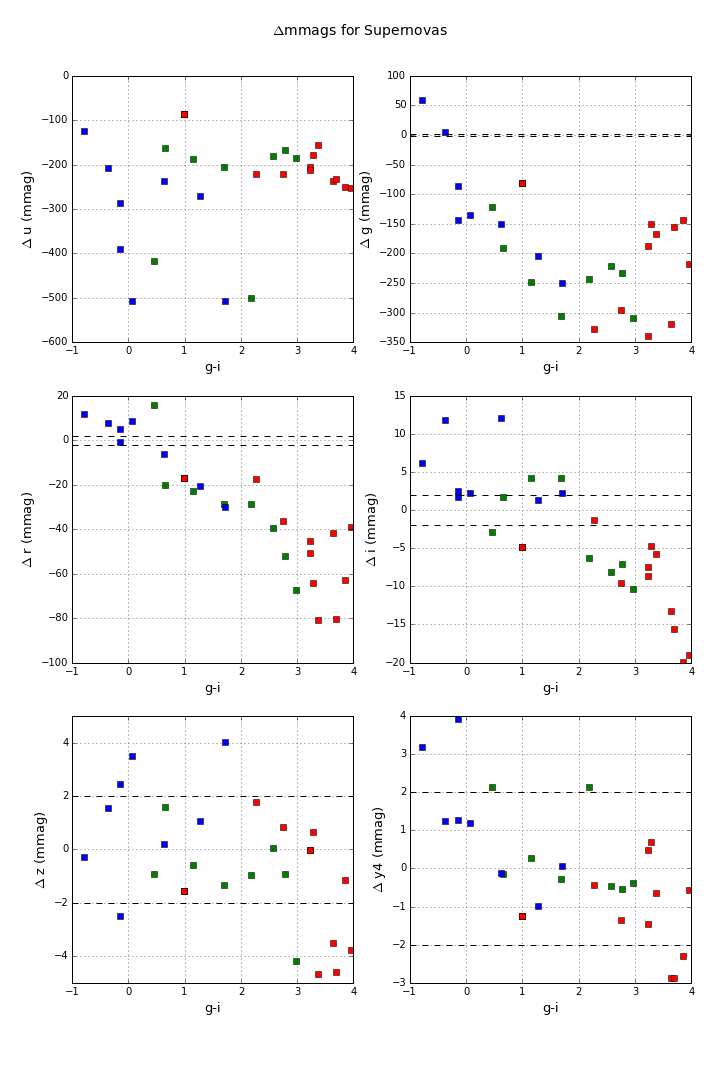 Δmmags for Supernovas
0
−100
−200
−300
−400
−500
−600
Δ u (mmag)
−1 0 1 2 3 4
g-i
100
50
0
−50
−100
−150
−200
−250
−300
−350
Δ g (mmag)
−1 0 1 2 3 4
g-i
20
0
−20
−40
−60
−80
−100
Δ r (mmag)
−1 0 1 2 3 4
g-i
15
10
5
0
−5
−10
−15
−20
Δ i (mmag)
−1 0 1 2 3 4
g-i
4
2
0
−2
−4
Δ z (mmag)
−1 0 1 2 3 4
g-i
4
3
2
1
0
−1
−2
−3
Δ y4 (mmag)
−1 0 1 2 3 4
g-i